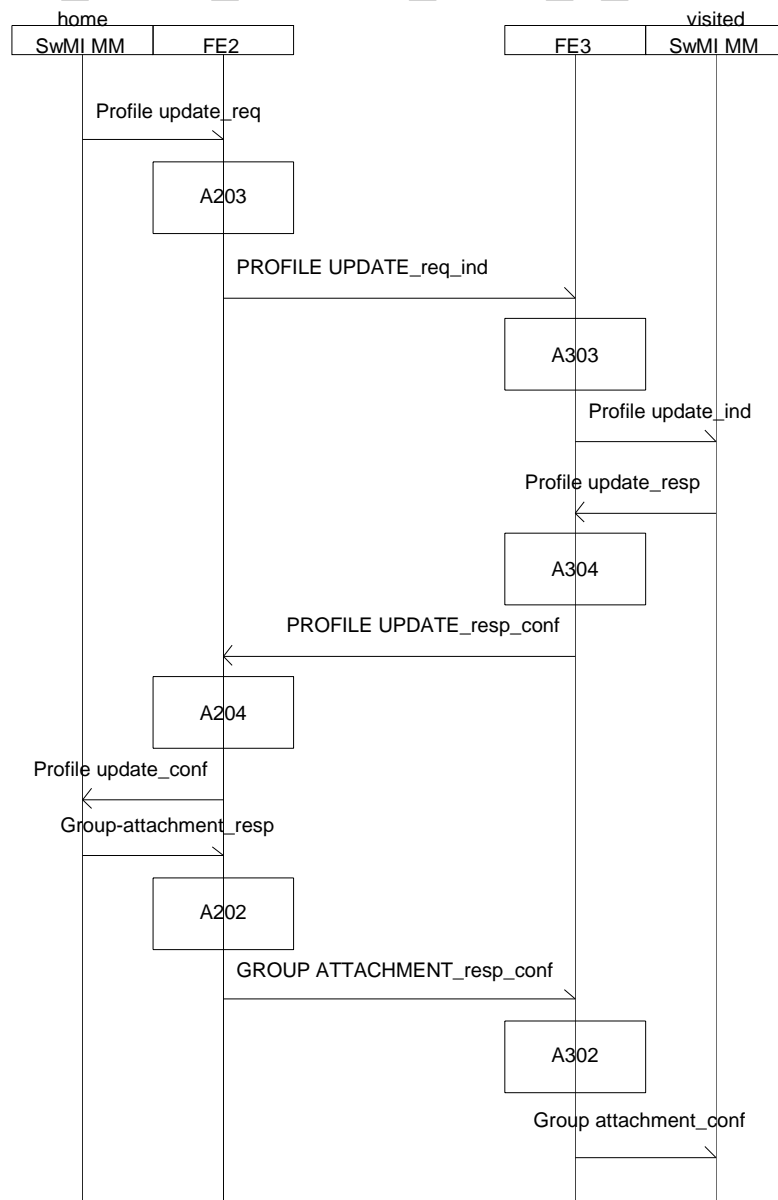 home
visited
SwMI MM
FE2
FE3
SwMI MM
Profile update_req
A203
PROFILE UPDATE_req_ind
A303
Profile update_ind
Profile update_resp
A304
PROFILE UPDATE_resp_conf
A204
Profile update_conf
Group-attachment_resp
A202
GROUP ATTACHMENT_resp_conf
A302
Group attachment_conf